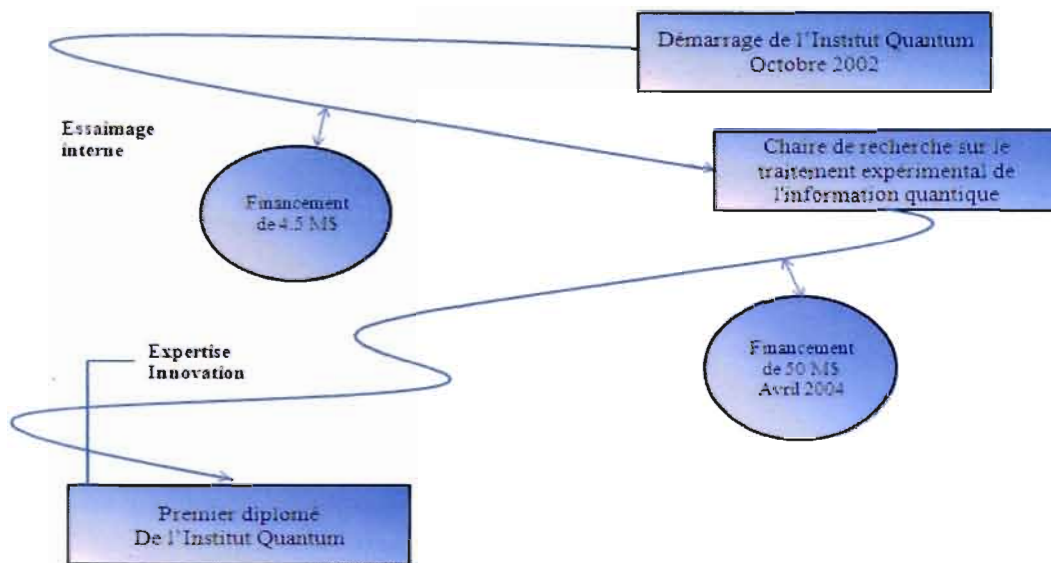 Démarrage de l'Institut Quantum
Octobre 2002
Essaimage
interne
Financement
de 4.5 M$
Chaire de recherche sur le
traitement expérimental de
l'information quantique
Financement
de 50 M$
Avril 2004
Expertise
Innovation
Premier diplomé
De l'Institut Quantum